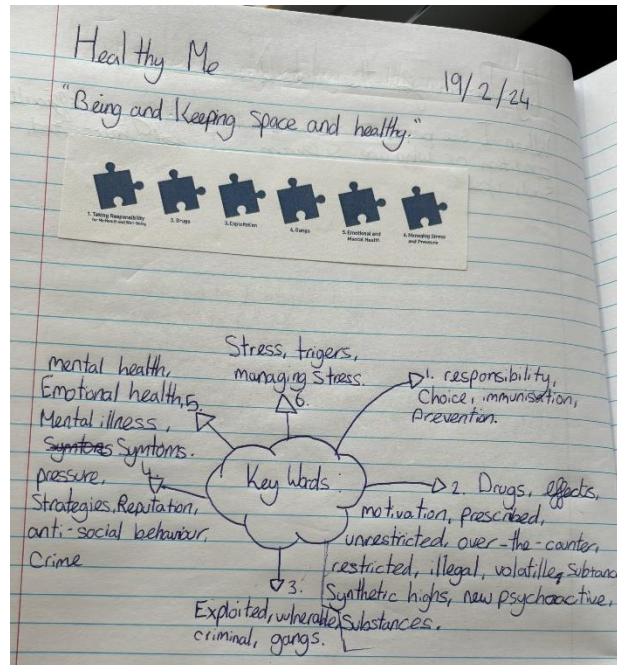 Healthy Me
19/2/24
"Being and Keeping space and healthy."
1. Taking Responsibility
for My Health and Well-being
2. Drugs
3. Exploitation
4. Gangs
5. Emotional and
Mental Health
6. Managing Stress
and Pressure
Key Words:
1. responsibility,
Choice, immunisation,
Prevention.
2. Drugs, effects,
motivation, prescribed,
unrestricted, over-the-counter,
restricted, illegal, volatille, Subtanc
Synthetic highs, new psychoactive,
Substances.
3.
Exploited, vulnerable,
criminal, gangs.
4.
pressure,
Strategies, Reputation,
anti-social behaviour,
Crime
5.
mental health,
Emotional health,
Mental illness,
Symtoms.
6.
Stress, trigers,
managing stress.